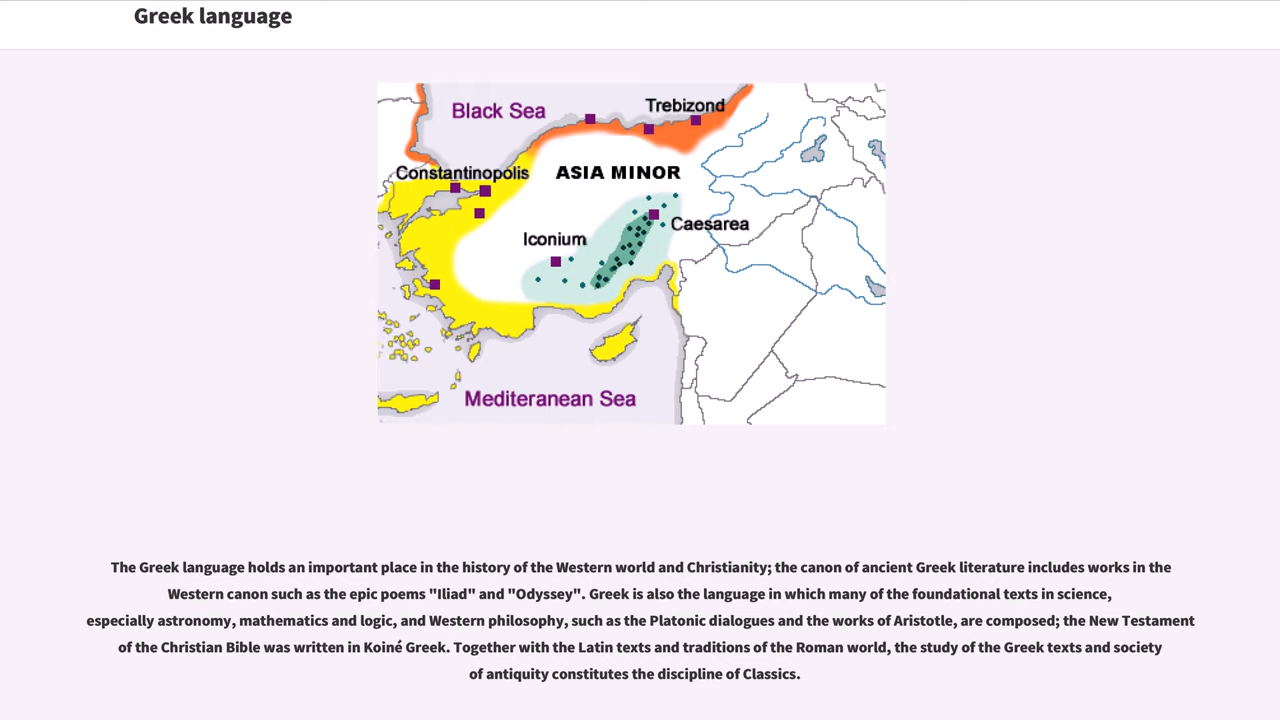 Greek language
Black Sea
Trebizond
Constantinopolis
ASIA MINOR
Caesarea
Iconium
Mediteranean Sea
The Greek language holds an important place in the history of the Western world and Christianity; the canon of ancient Greek literature includes works in the
Western canon such as the epic poems "Iliad" and "Odyssey". Greek is also the language in which many of the foundational texts in science,
especially astronomy, mathematics and logic, and Western philosophy, such as the Platonic dialogues and the works of Aristotle, are composed; the New Testament
of the Christian Bible was written in Koiné Greek. Together with the Latin texts and traditions of the Roman world, the study of the Greek texts and society
of antiquity constitutes the discipline of Classics.